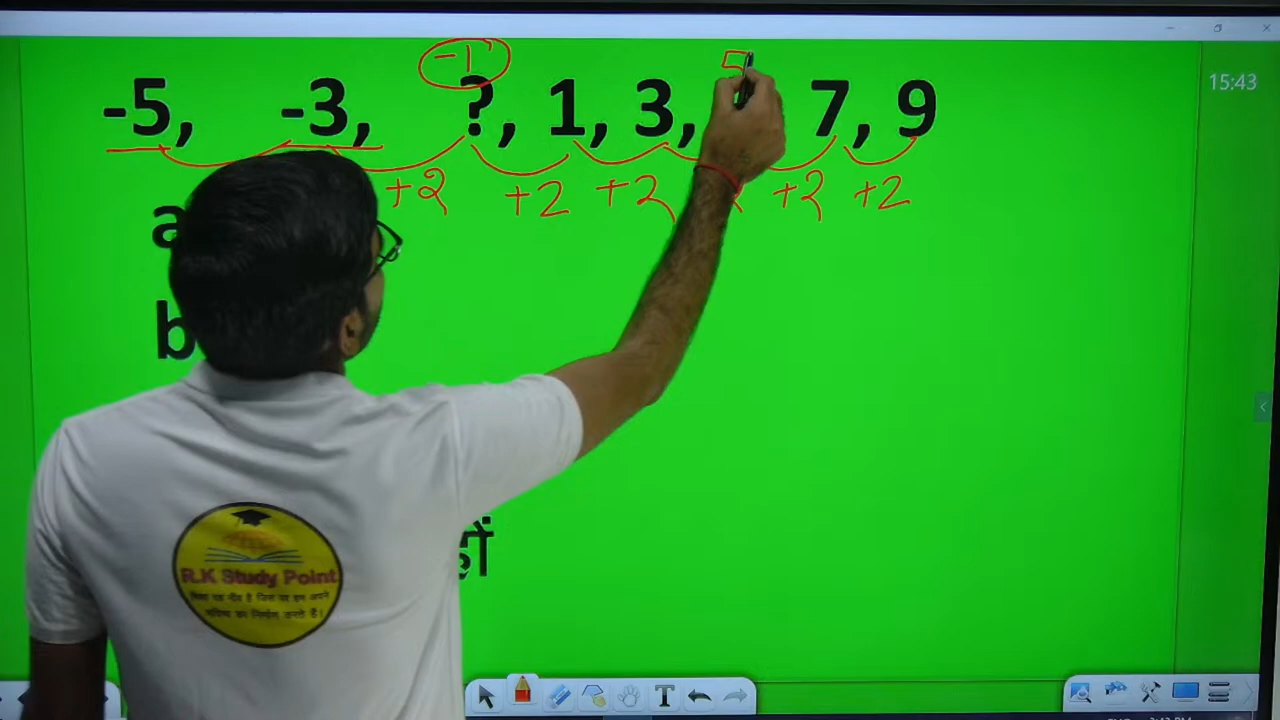 -1
5
-5, -3, ?, 1, 3, 7, 9
+2 +2 +2 +2 +2
15:43
a
b
R.K Study Point